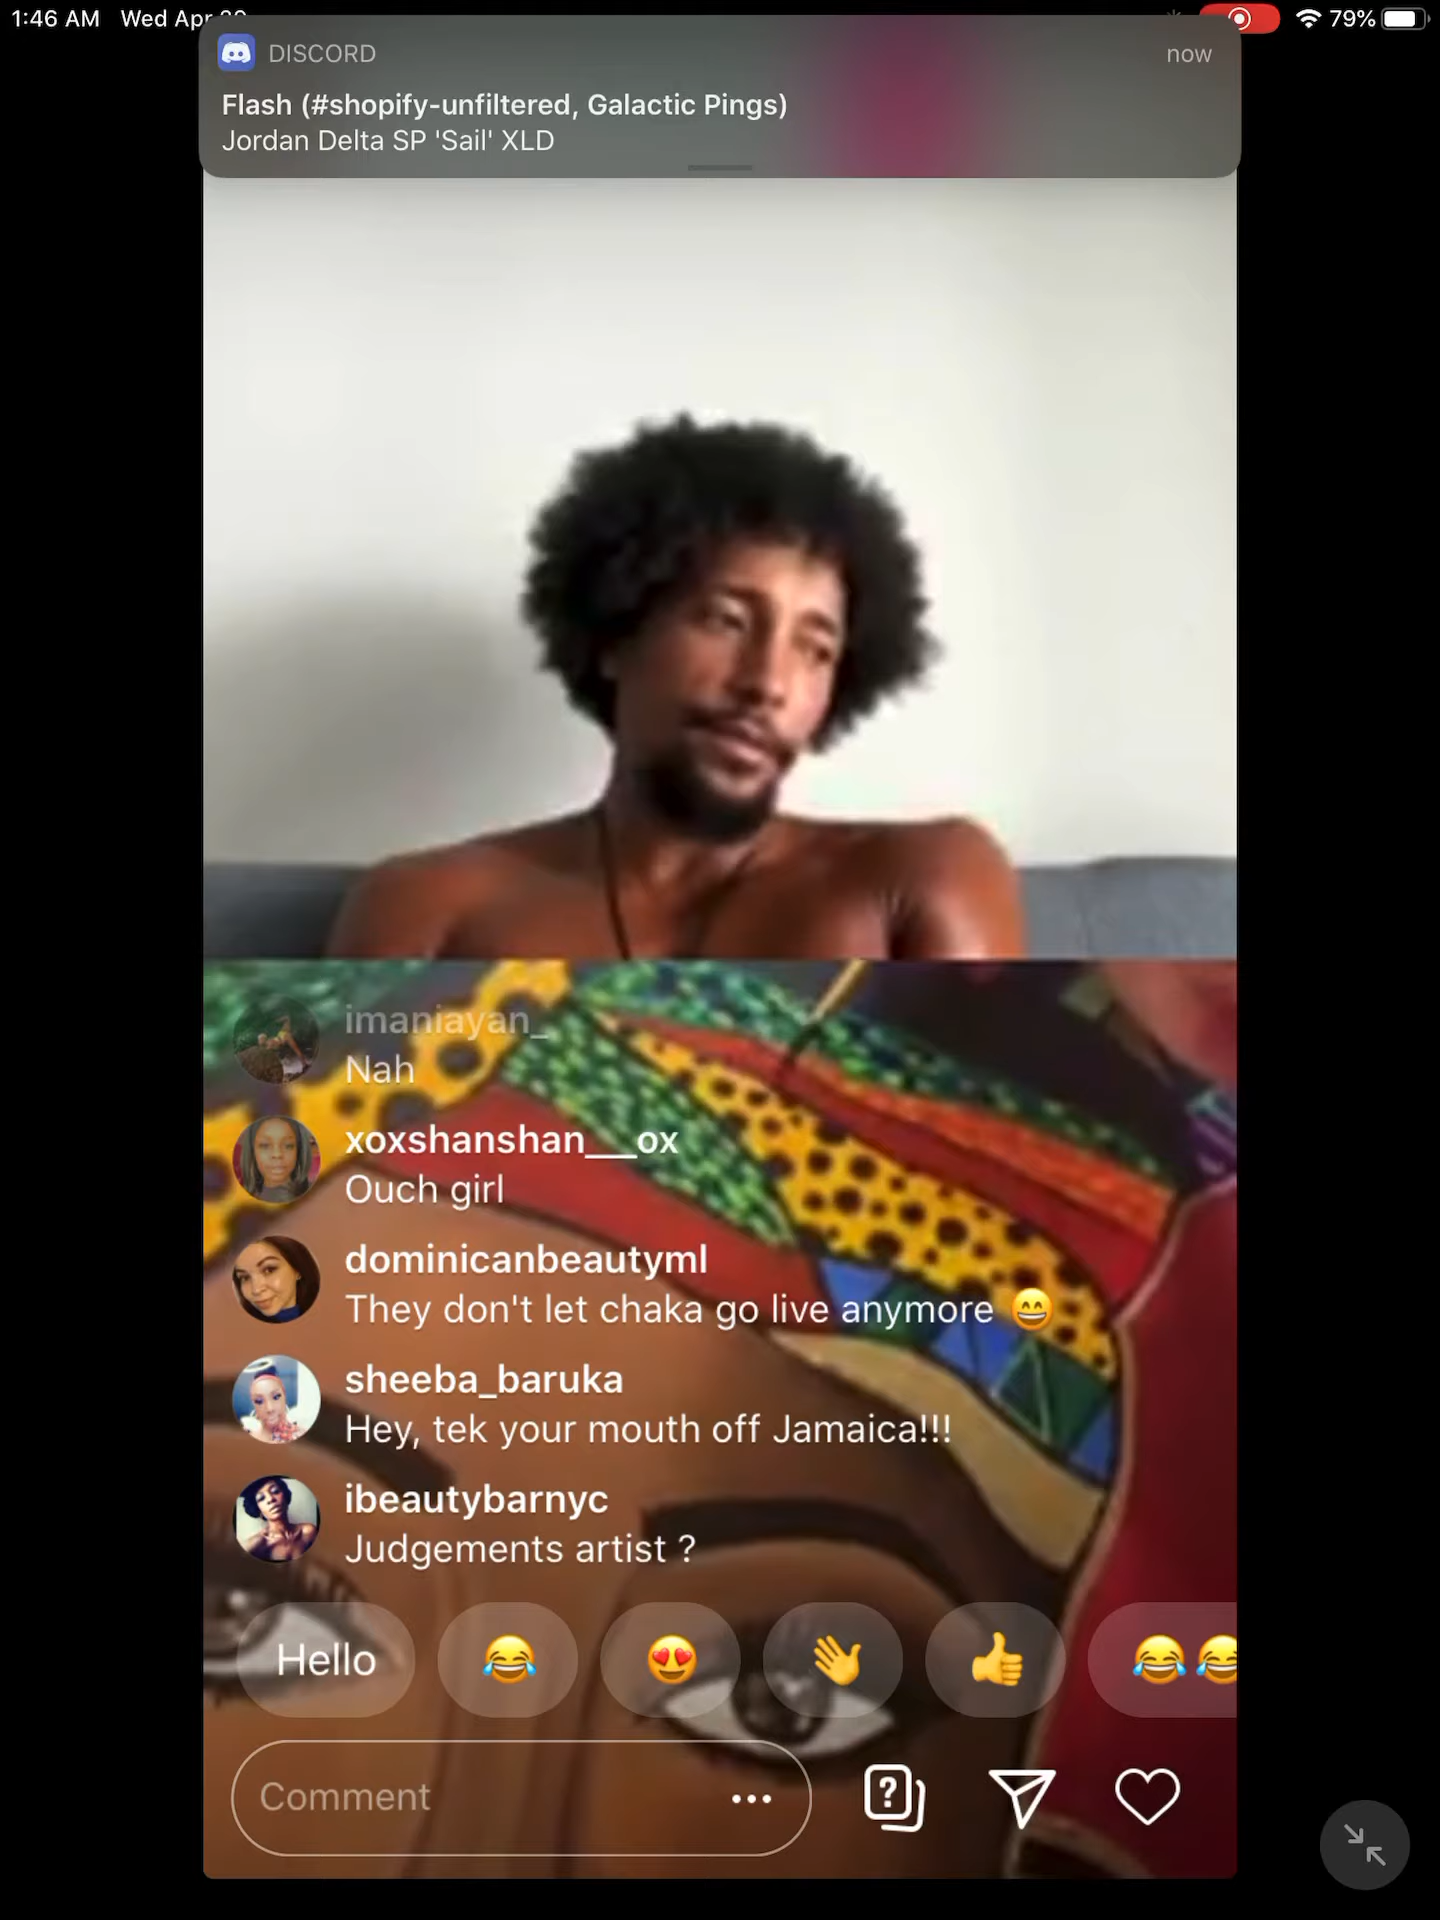 1:46 AM Wed Apr
79%
DISCORD
now
Flash (#shopify-unfiltered, Galactic Pings)
Jordan Delta SP 'Sail' XLD
imaniayan_
Nah
xoxshanshan___ox
Ouch girl
dominicanbeautyml
They don't let chaka go live anymore 😄
sheeba_baruka
Hey, tek your mouth off Jamaica!!!
ibeautybarnyc
Judgements artist ?
Hello 😂 😍 👋 👍 😂😂
Comment